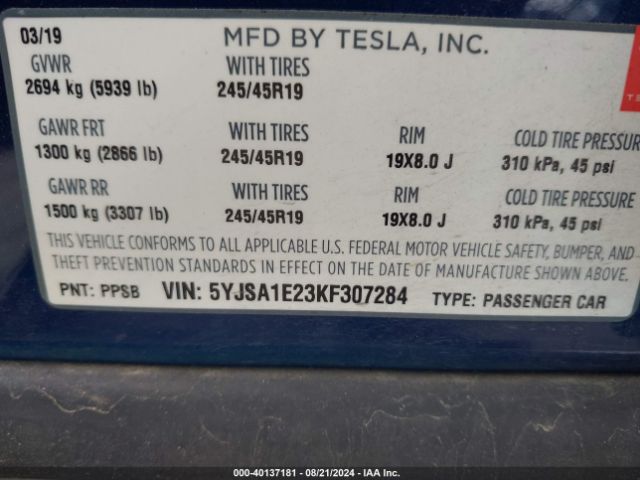 03/19 MFD BY TESLA, INC.
GVWR WITH TIRES
2694 kg (5939 lb) 245/45R19
GAWR FRT WITH TIRES RIM COLD TIRE PRESSUR
1300 kg (2866 lb) 245/45R19 19X8.0 J 310 kPa, 45 psi
GAWR RR WITH TIRES RIM COLD TIRE PRESSURE
1500 kg (3307 lb) 245/45R19 19X8.0 J 310 kPa, 45 psi
THIS VEHICLE CONFORMS TO ALL APPLICABLE U.S. FEDERAL MOTOR VEHICLE SAFETY, BUMPER, AND
THEFT PREVENTION STANDARDS IN EFFECT ON THE DATE OF MANUFACTURE SHOWN ABOVE.
PNT: PPSB VIN: 5YJSA1E23KF307284 TYPE: PASSENGER CAR
000-40137181 - 08/21/2024 - IAA Inc.